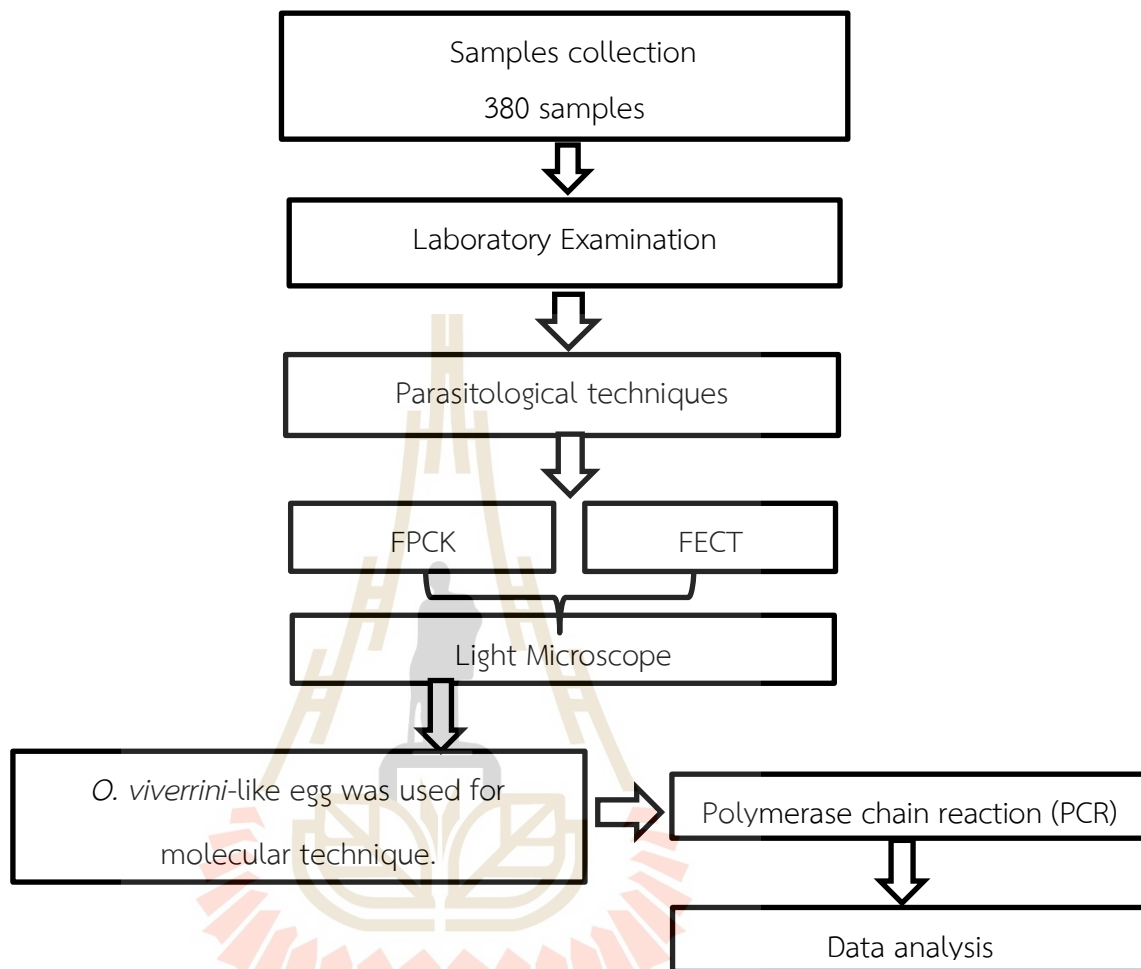 Samples collection
380 samples
Laboratory Examination
Parasitological techniques
FPCK
FECT
Light Microscope
O. viverrini-like egg was used for
molecular technique.
Polymerase chain reaction (PCR)
Data analysis